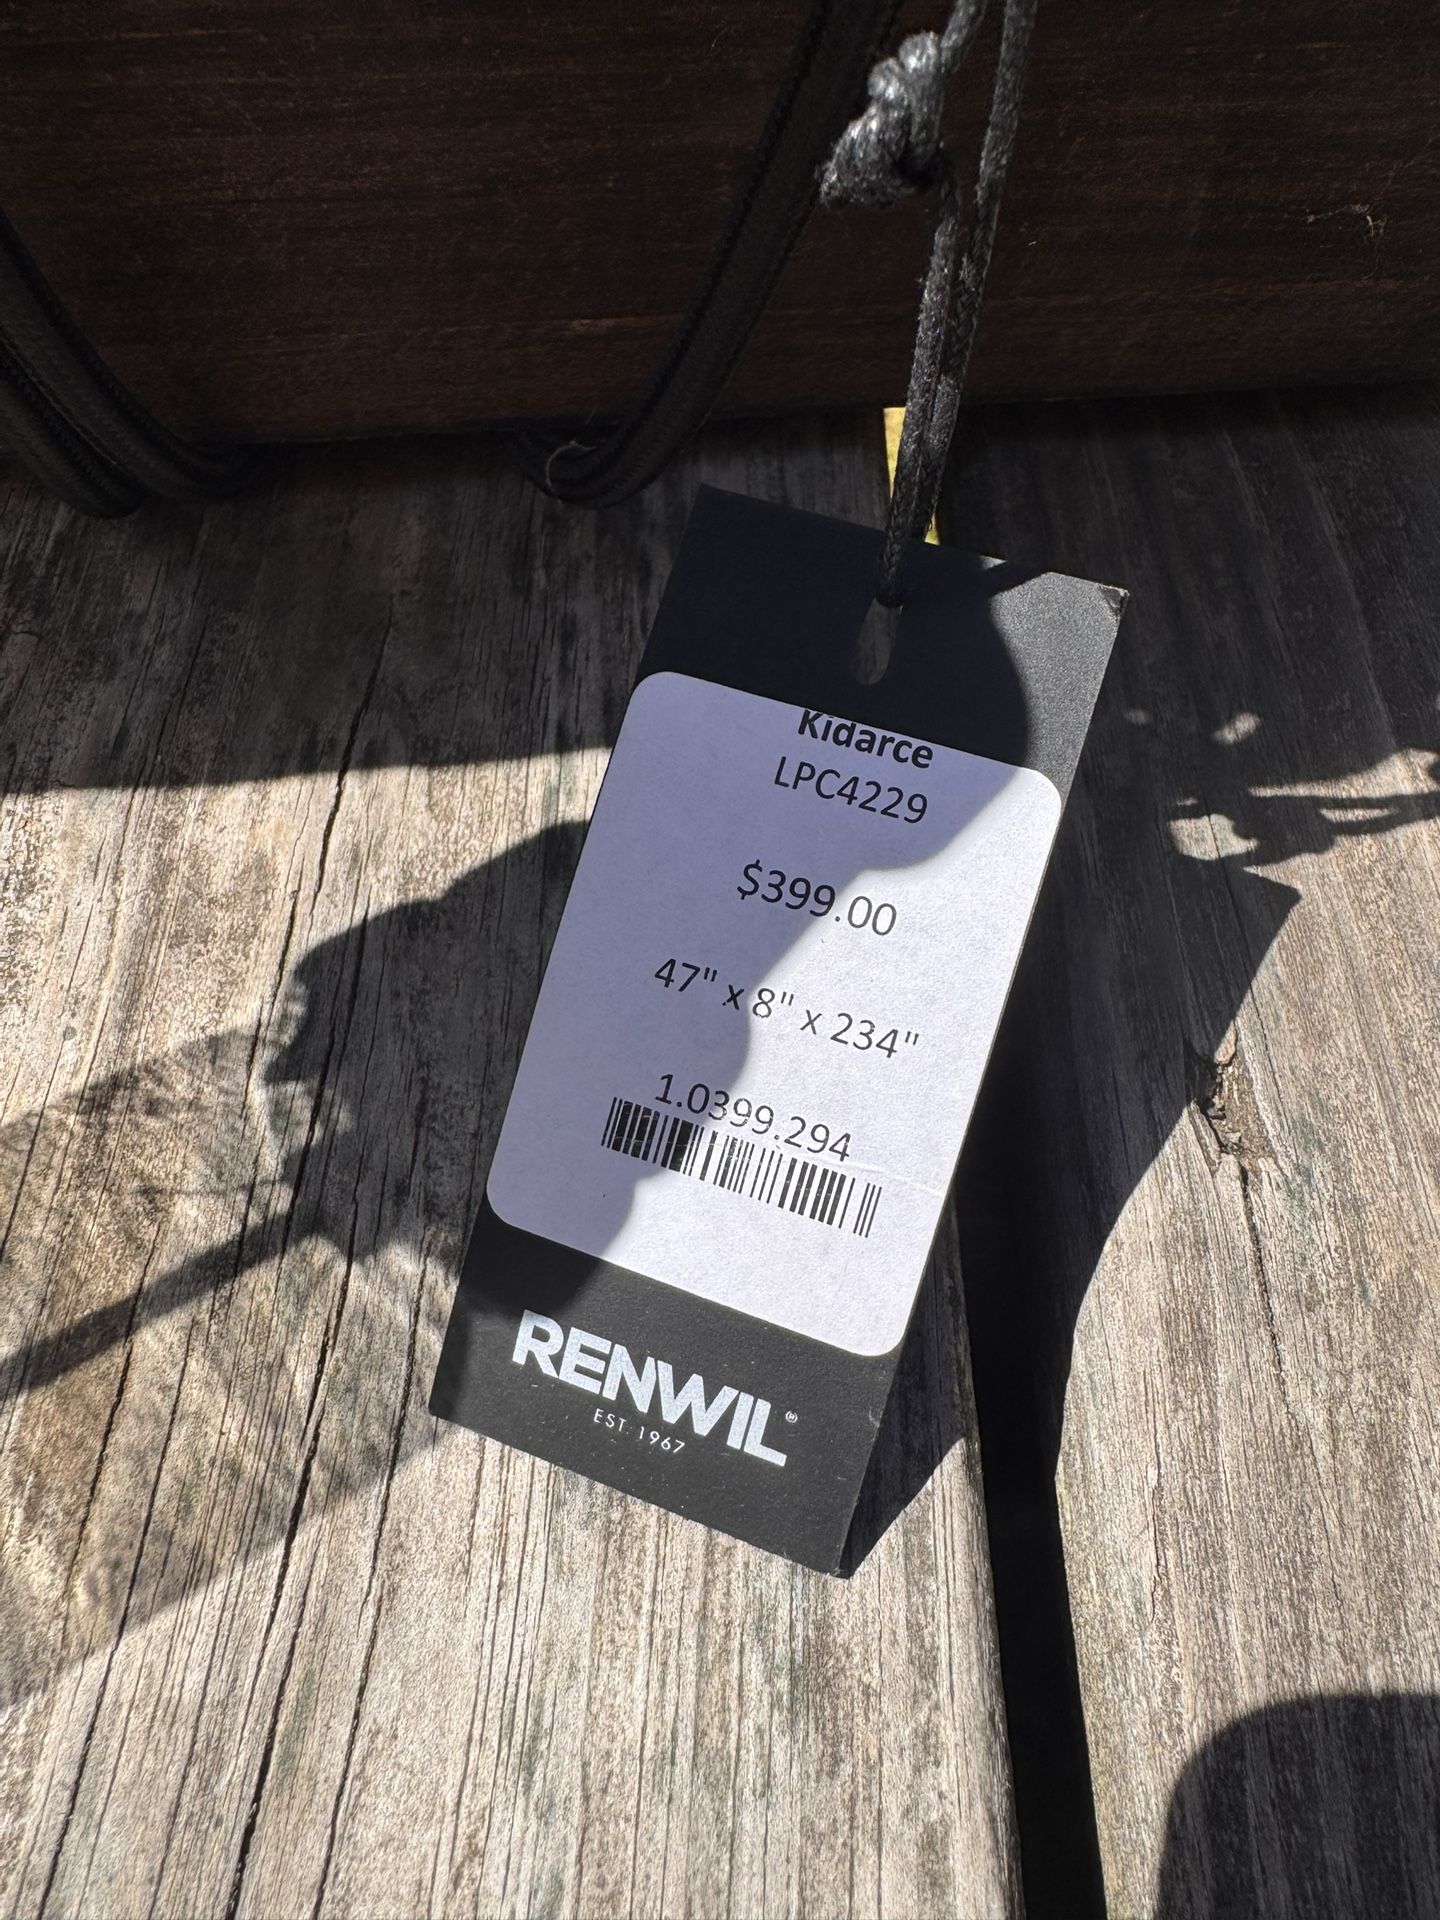 Kidarce
LPC4229
$399.00
47" x 8" x 234"
1.0399.294
RENWIL®
EST. 1967